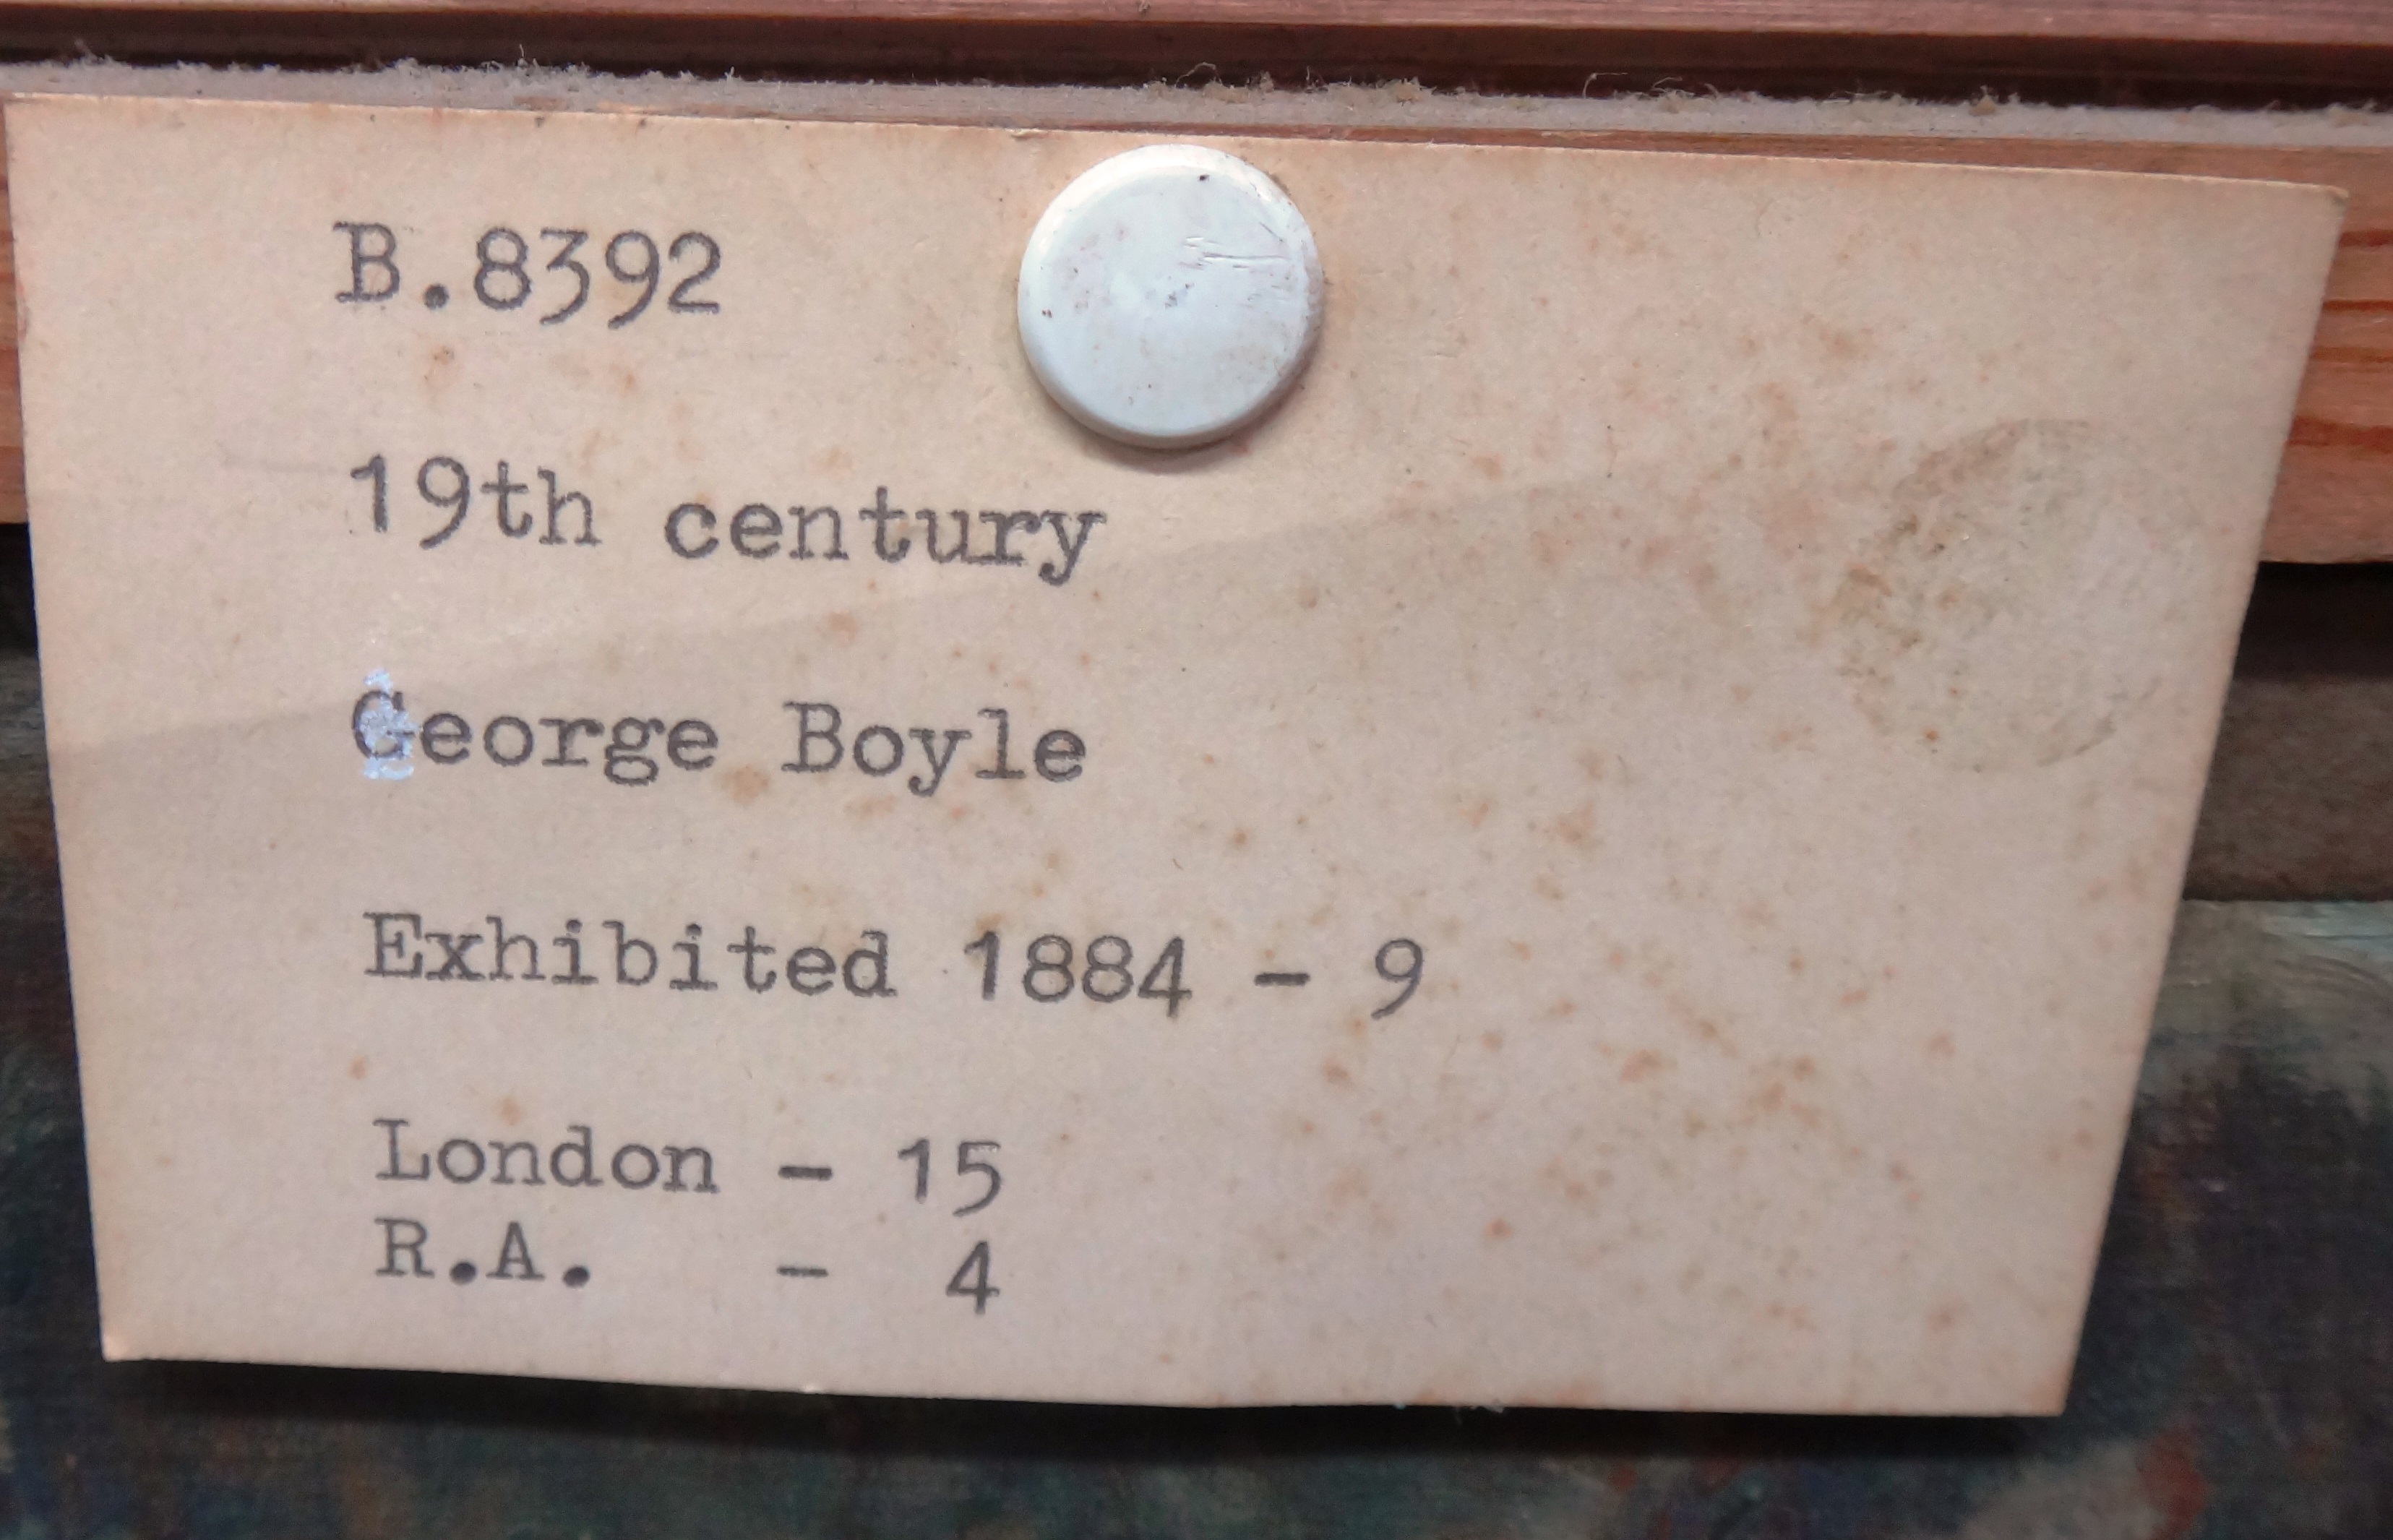 B.8392
19th century
George Boyle
Exhibited 1884 - 9
London - 15
R.A. - 4